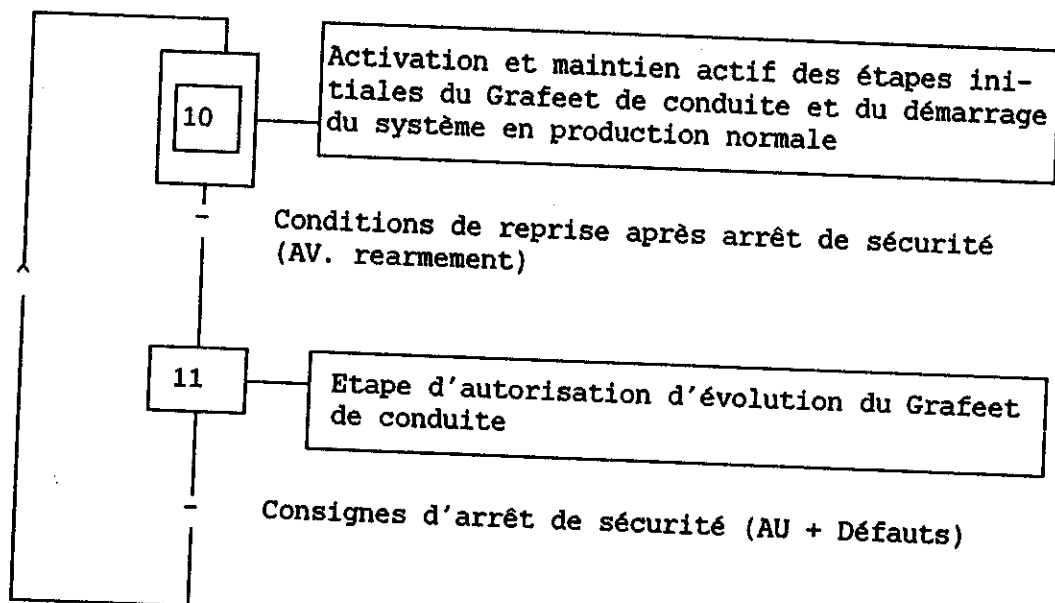 Activation et maintien actif des étapes ini-
tiales du Grafeet de conduite et du démarrage
du système en production normale
10
Conditions de reprise après arrêt de sécurité
(AV. rearmement)
11
Etape d'autorisation d'évolution du Grafeet
de conduite
Consignes d'arrêt de sécurité (AU + Défauts)